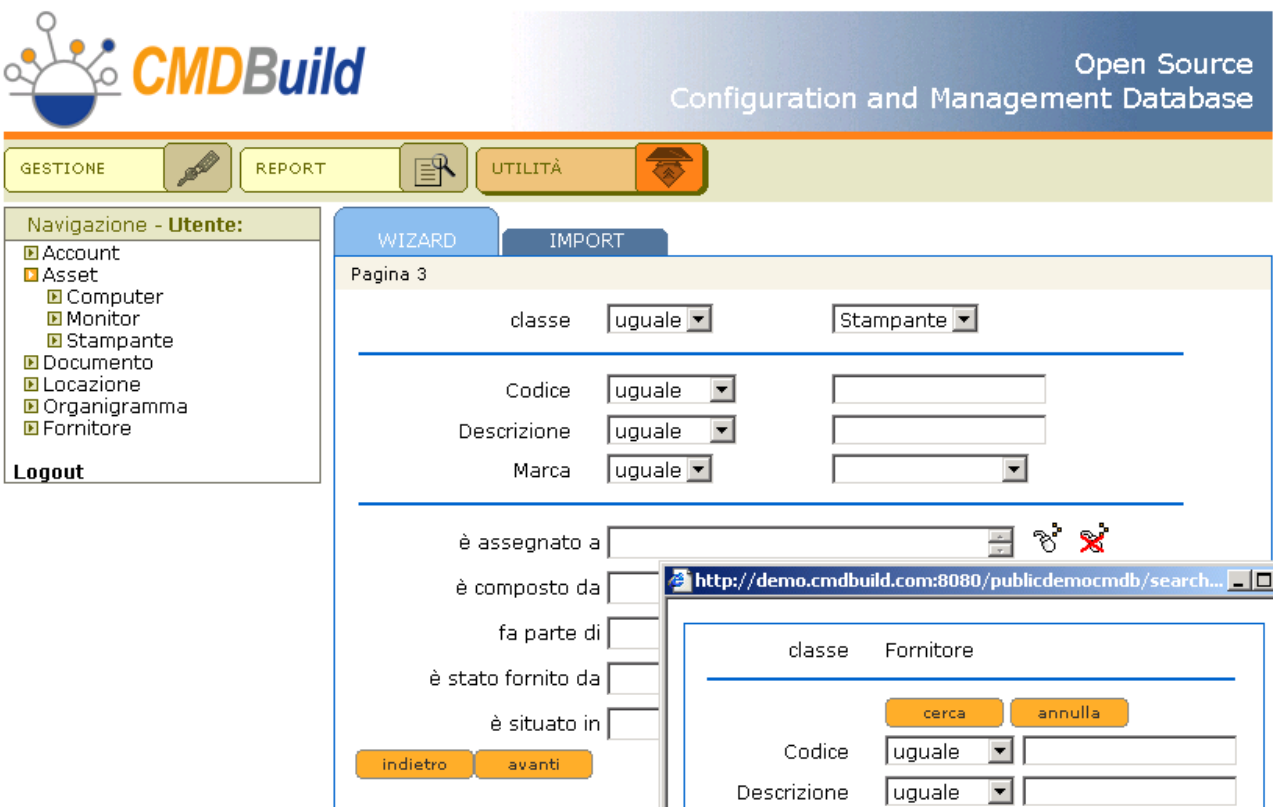 CMDBuild
Open Source
Configuration and Management Database
GESTIONE
REPORT
UTILITÀ
Navigazione - Utente:
Account
Asset
Computer
Monitor
Stampante
Documento
Locazione
Organigramma
Fornitore
Logout
WIZARD
IMPORT
Pagina 3
classe uguale Stampante
Codice uguale
Descrizione uguale
Marca uguale
è assegnato a
è composto da
fa parte di
è stato fornito da
è situato in
indietro avanti
http://demo.cmdbuild.com:8080/publicdemocmdb/search...
classe Fornitore
cerca annulla
Codice uguale
Descrizione uguale